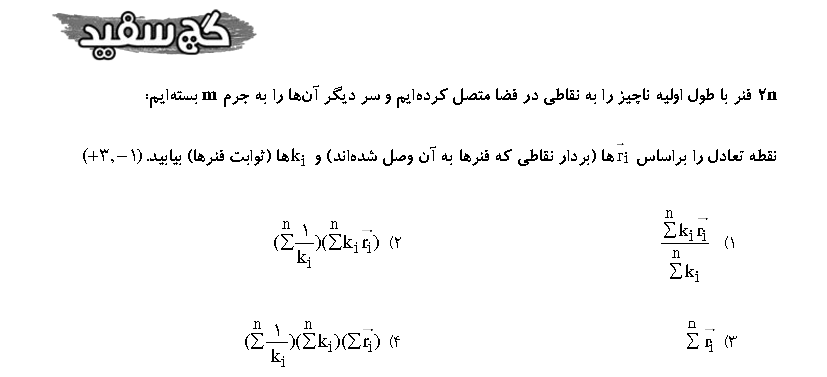 گچ سفید
۲n فنر با طول اولیه ناچیز را به نقاطی در فضا متصل کرده‌ایم و سر دیگر آن‌ها را به جرم m بسته‌ایم:
نقطه تعادل را براساس $\vec{r_i}$ ها (بردار نقاطی که فنرها به آن وصل شده‌اند) و k_i ها (ثوابت فنرها) بیابید. (+۳,−۱)
۱) $\frac{\sum^{n} k_i \vec{r_i}}{\sum^{n} k_i}$ ۲) $(\sum^{n} \frac{۱}{k_i})(\sum^{n} k_i \vec{r_i})$
۳) $\sum^{n} \vec{r_i}$ ۴) $(\sum^{n} \frac{۱}{k_i})(\sum^{n} k_i)(\sum \vec{r_i})$